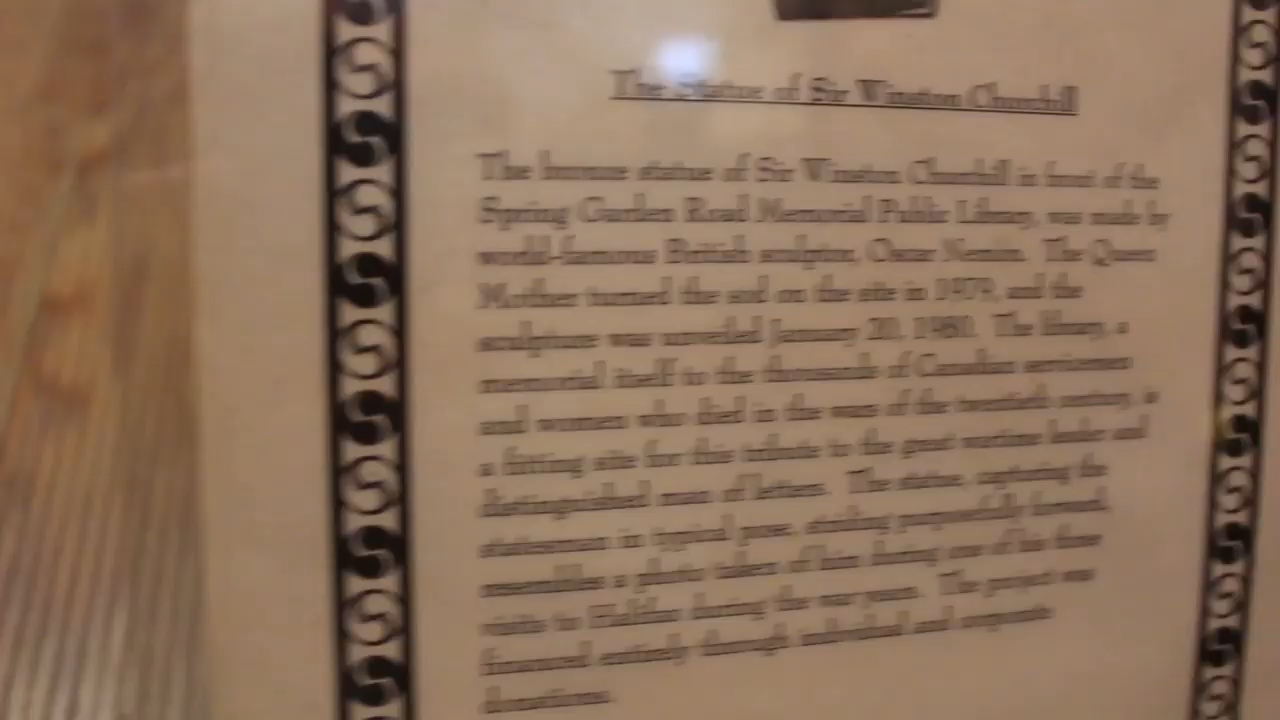 The Statue of Sir Winston Churchill
The bronze statue of Sir Winston Churchill in front of the
Spring Garden Road Memorial Public Library, was made by
world-famous British sculptor, Oscar Nemon. The Queen
Mother turned the sod on the site in 1979, and the
sculpture was unveiled January 20, 1980. The library, a
memorial itself to the thousands of Canadian servicemen
and women who died in the wars of the twentieth century, is
a fitting site for this tribute to the great wartime leader and
distinguished man of letters. The statue, capturing the
statesman in typical pose, striding purposefully forward,
resembles a photo taken of him during one of his three
visits to Halifax during the war years. The project was
financed entirely through individual and corporate
donations.